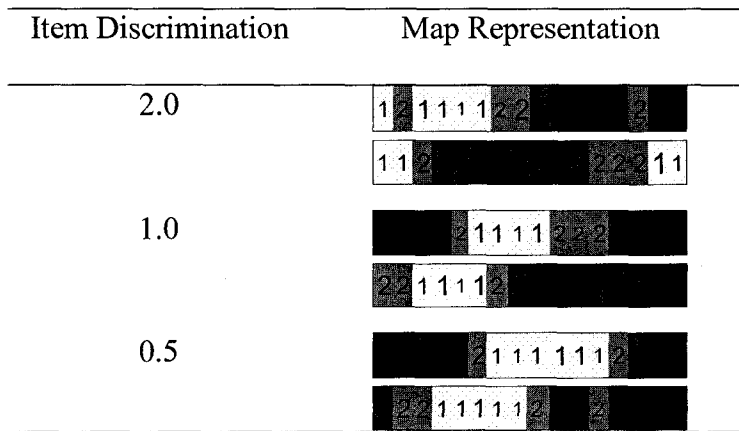 Item Discrimination Map Representation
2.0 1 2 1 1 1 1 2 2 2
1 1 2 2 2 2 1 1
1.0 2 1 1 1 1 2 2 2
2 2 1 1 1 1 2
0.5 2 1 1 1 1 1 1 2
2 2 1 1 1 1 1 2 2